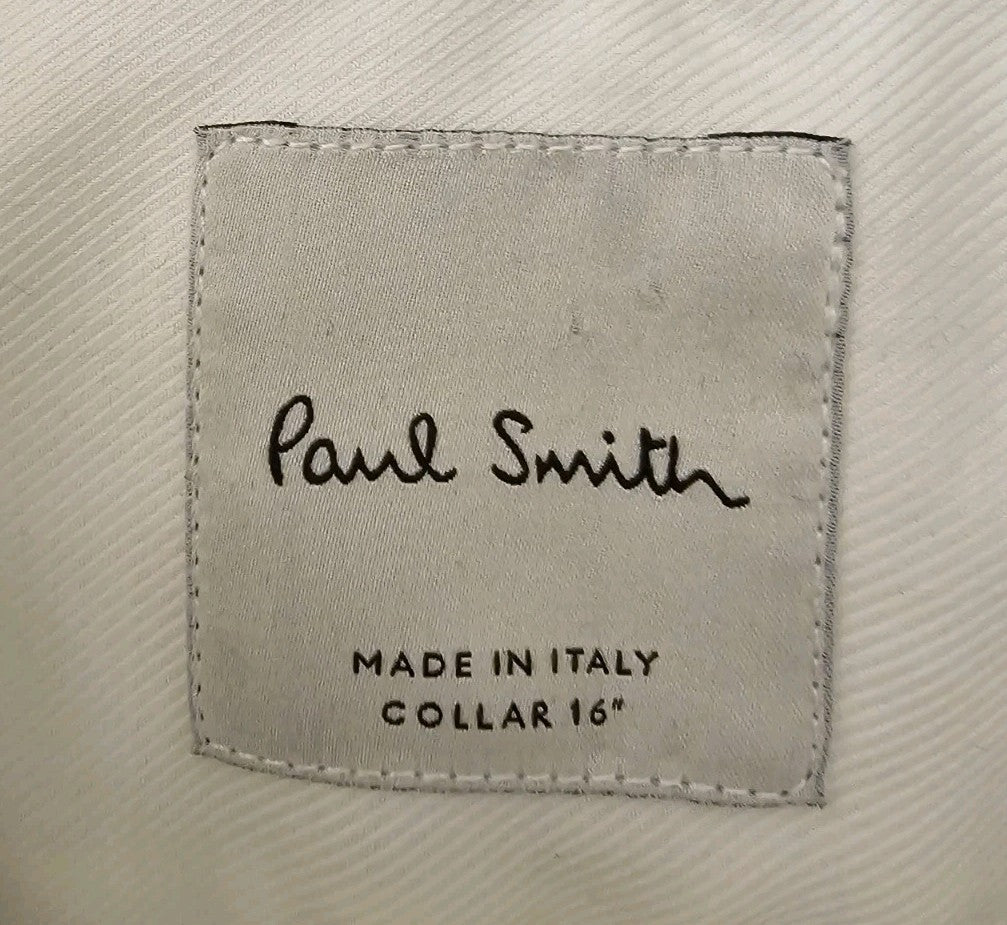 Paul Smith
MADE IN ITALY
COLLAR 16"